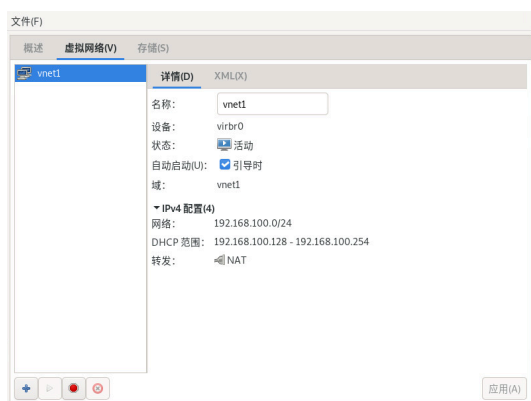 文件(F)
概述 虚拟网络(V) 存储(S)
vnet1
详情(D) XML(X)
名称: vnet1
设备: virbr0
状态: 活动
自动启动(U): 引导时
域: vnet1
IPv4 配置(4)
网络: 192.168.100.0/24
DHCP 范围: 192.168.100.128 - 192.168.100.254
转发: NAT
应用(A)